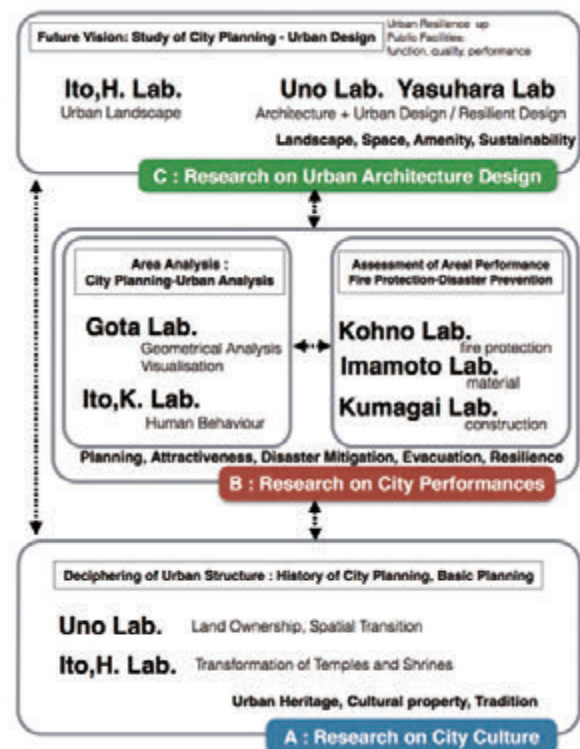 Future Vision: Study of City Planning - Urban Design
Urban Resilience up
Public Facilities:
function, quality, performance
Ito,H. Lab.
Urban Landscape
Uno Lab. Yasuhara Lab
Architecture + Urban Design / Resilient Design
Landscape, Space, Amenity, Sustainability
C : Research on Urban Architecture Design
Area Analysis :
City Planning-Urban Analysis
Gota Lab.
Geometrical Analysis
Visualisation
Ito,K. Lab.
Human Behaviour
Assessment of Areal Performance
Fire Protection-Disaster Prevention
Kohno Lab.
fire protection
Imamoto Lab.
material
Kumagai Lab.
construction
Planning, Attractiveness, Disaster Mitigation, Evacuation, Resilience
B : Research on City Performances
Deciphering of Urban Structure : History of City Planning, Basic Planning
Uno Lab. Land Ownership, Spatial Transition
Ito,H. Lab. Transformation of Temples and Shrines
Urban Heritage, Cultural property, Tradition
A : Research on City Culture